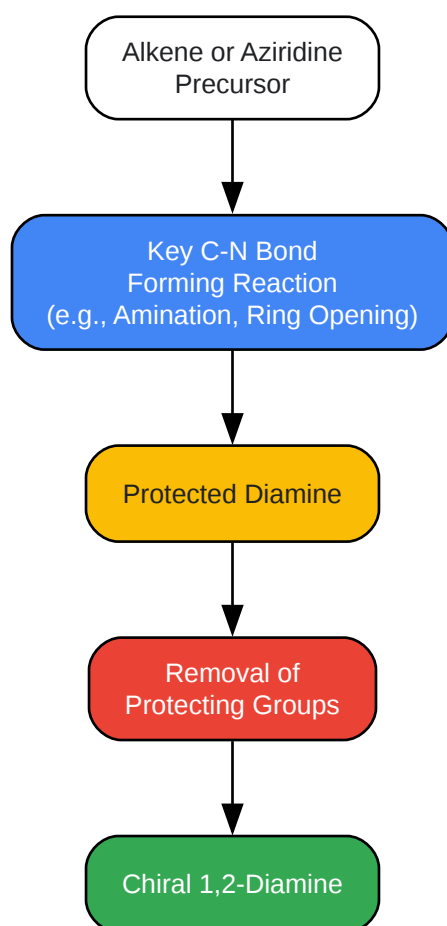 Alkene or Aziridine
Precursor
Key C-N Bond
Forming Reaction
(e.g., Amination, Ring Opening)
Protected Diamine
Removal of
Protecting Groups
Chiral 1,2-Diamine